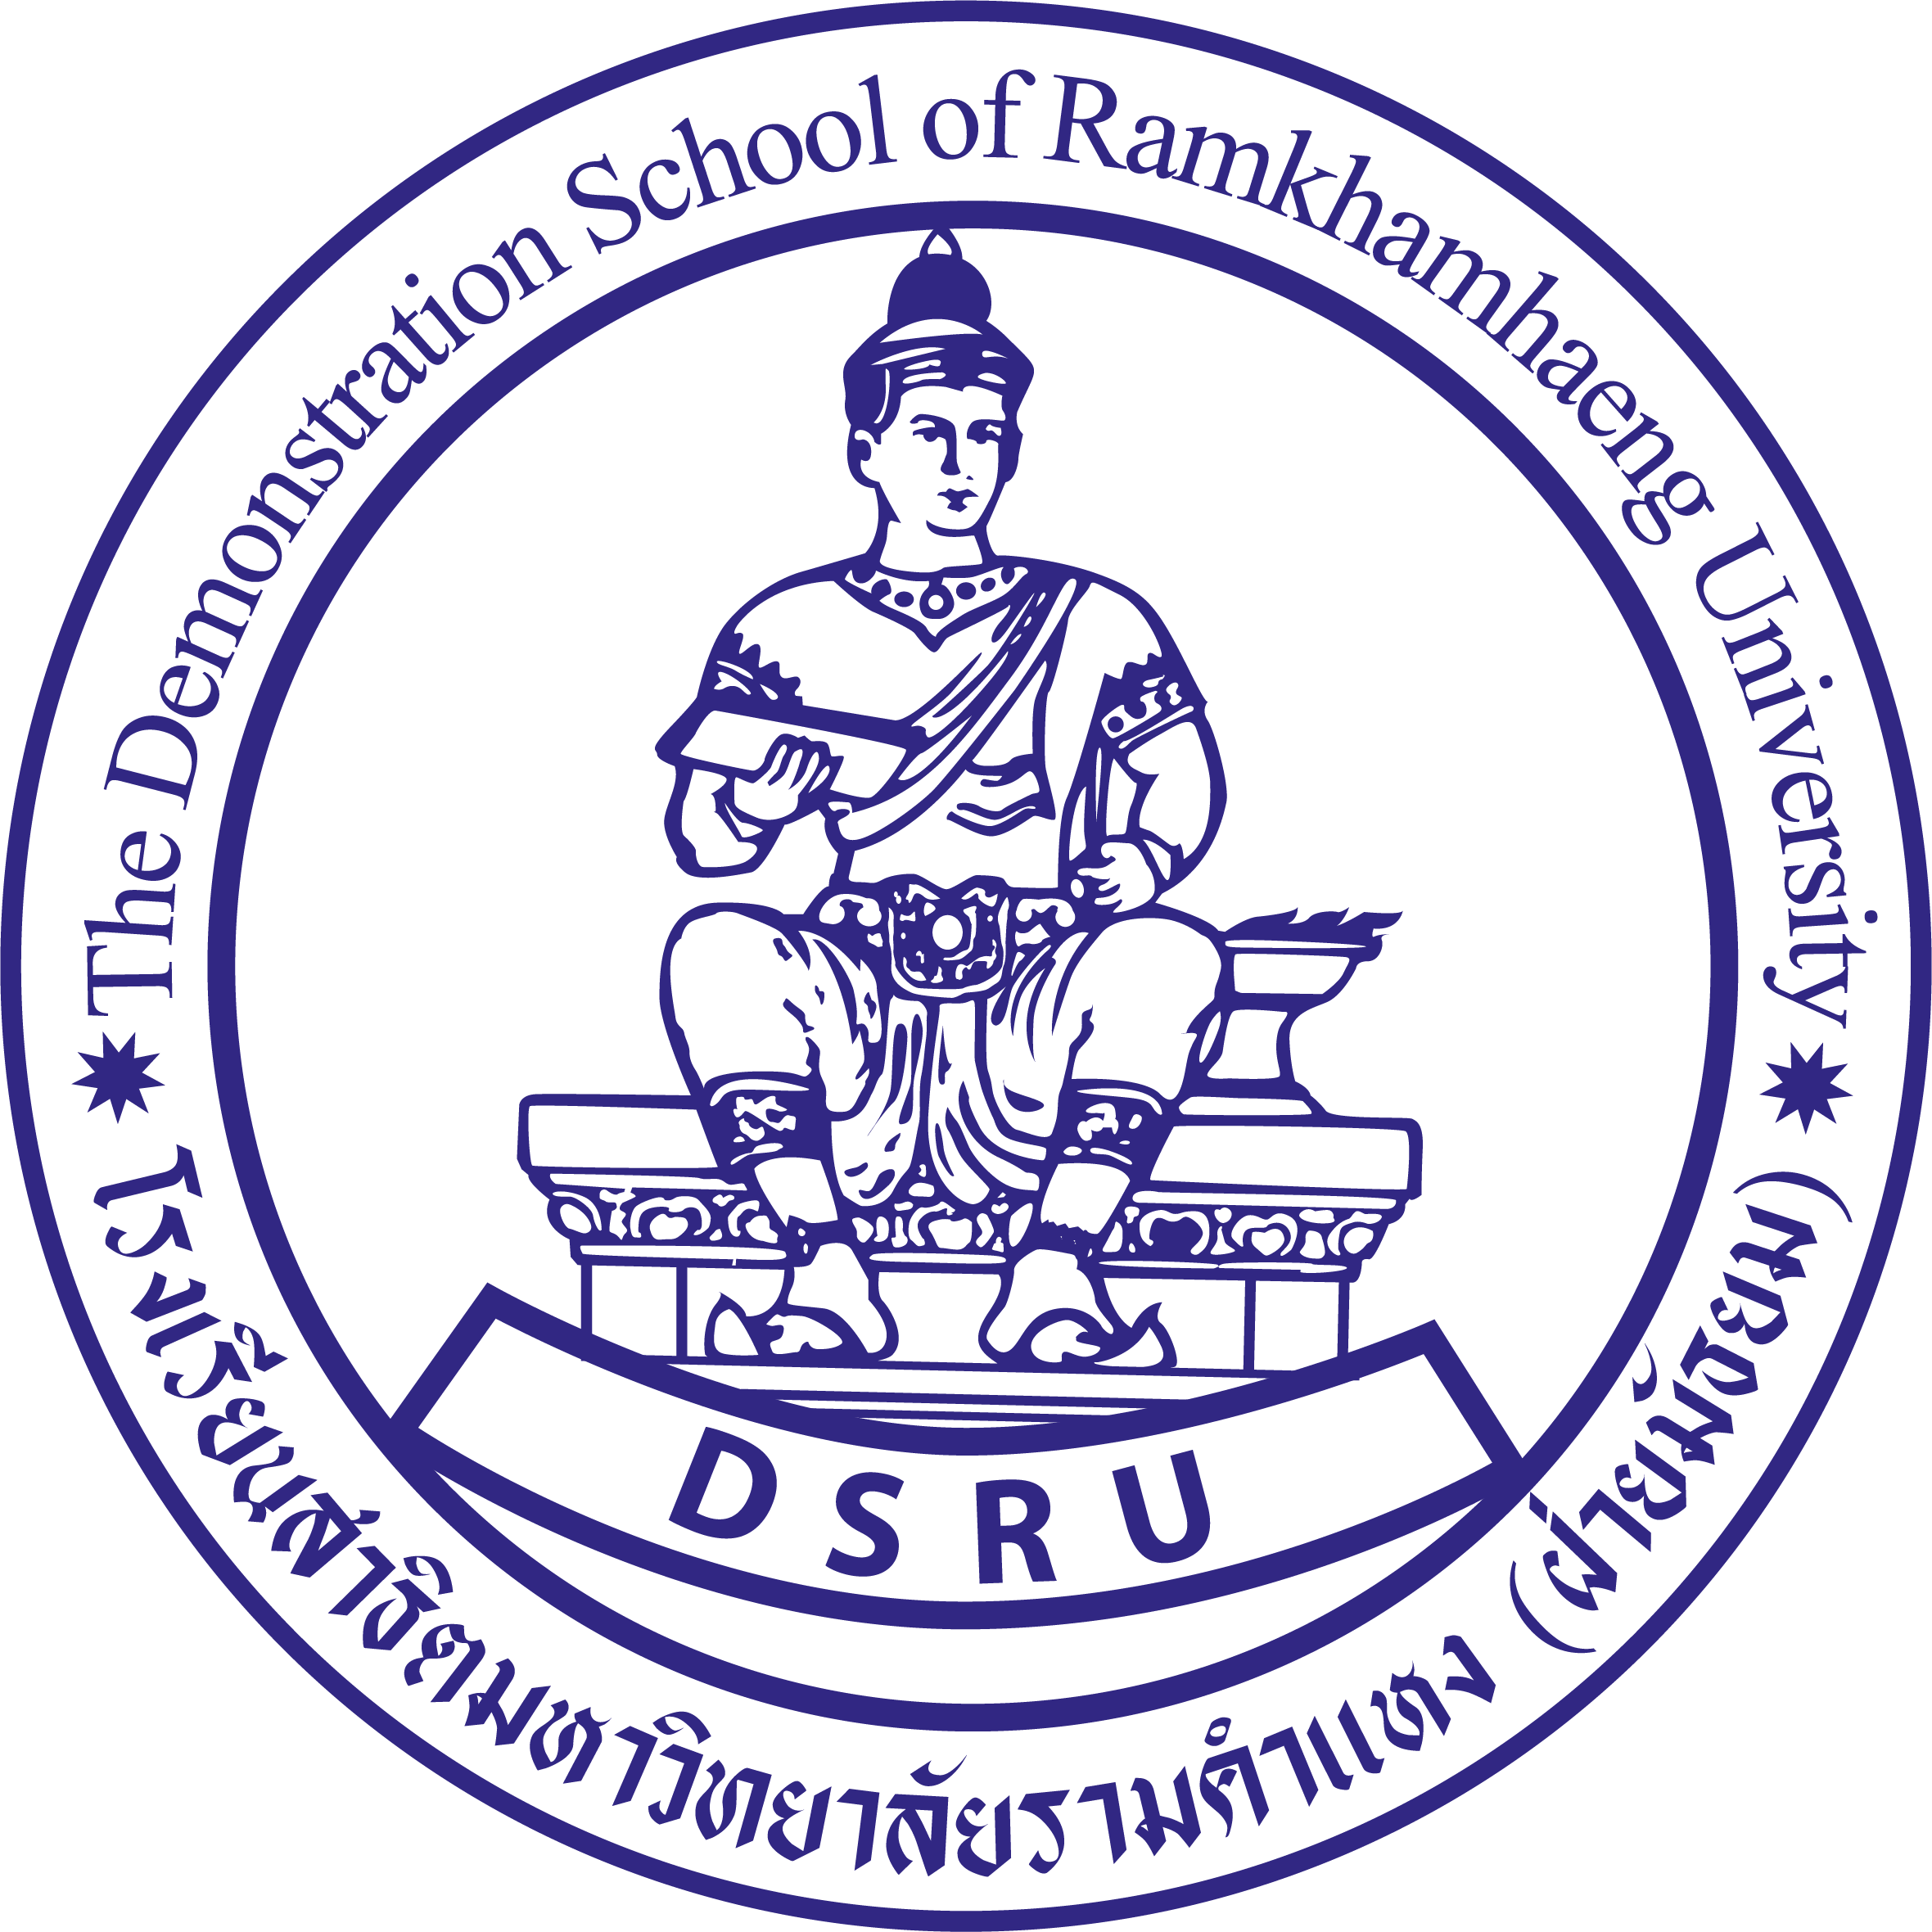 The Demonstration School of Ramkhamhaeng University
โรงเรียนสาธิตมหาวิทยาลัยรามคำแหง (ฝ่ายมัธยม)
DSRU